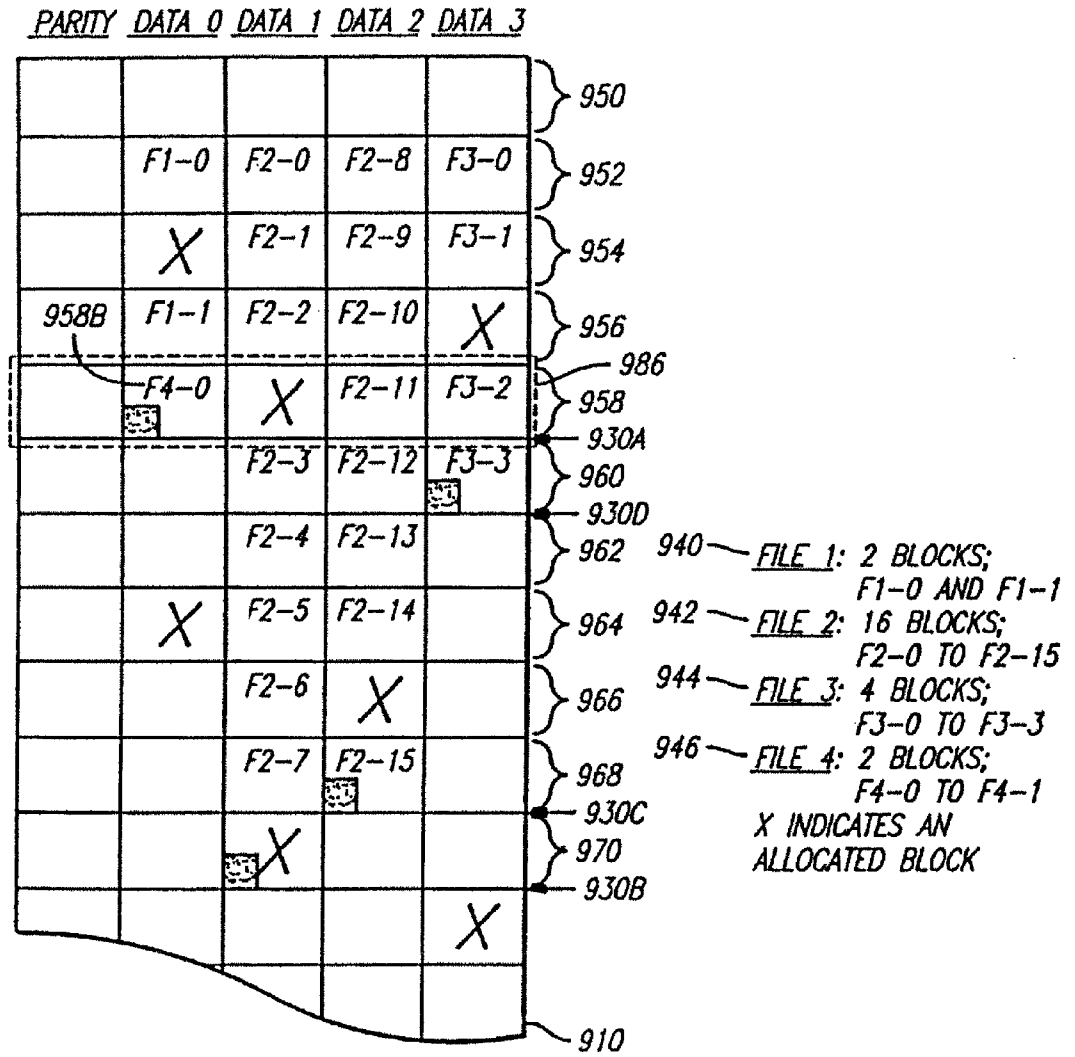 PARITY DATA 0 DATA 1 DATA 2 DATA 3
950
F1-0 F2-0 F2-8 F3-0 952
X F2-1 F2-9 F3-1 954
958B F1-1 F2-2 F2-10 X 956
986
F4-0 X F2-11 F3-2 958
930A
F2-3 F2-12 F3-3 960
930D
F2-4 F2-13 962
X F2-5 F2-14 964
F2-6 X 966
F2-7 F2-15 968
930C
X 970
930B
X
910
940 FILE 1: 2 BLOCKS;
F1-0 AND F1-1
942 FILE 2: 16 BLOCKS;
F2-0 TO F2-15
944 FILE 3: 4 BLOCKS;
F3-0 TO F3-3
946 FILE 4: 2 BLOCKS;
F4-0 TO F4-1
X INDICATES AN
ALLOCATED BLOCK